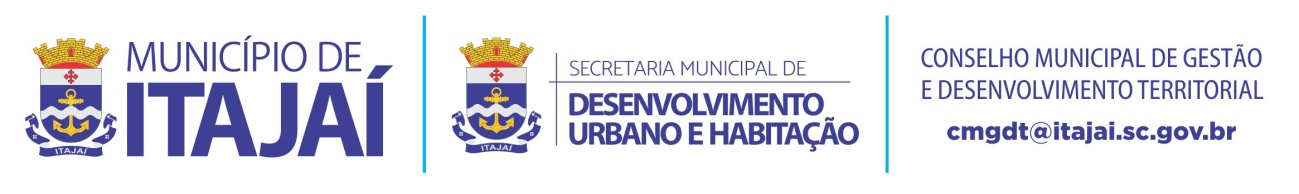 MUNICÍPIO DE
ITAJAÍ
ITAJAÍ
SECRETARIA MUNICIPAL DE
DESENVOLVIMENTO
URBANO E HABITAÇÃO
ITAJAÍ
CONSELHO MUNICIPAL DE GESTÃO
E DESENVOLVIMENTO TERRITORIAL
cmgdt@itajai.sc.gov.br